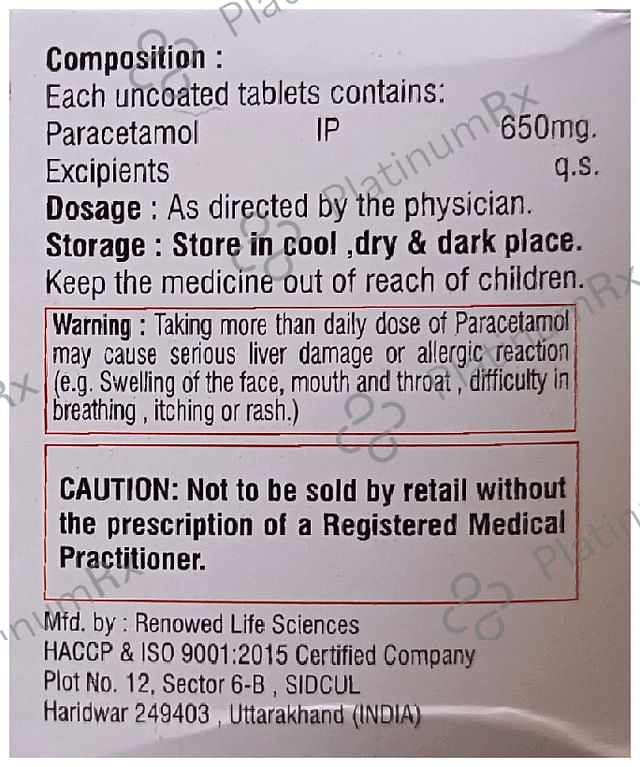 Composition :
Each uncoated tablets contains:
Paracetamol IP 650mg.
Excipients q.s.
Dosage : As directed by the physician.
Storage : Store in cool ,dry & dark place.
Keep the medicine out of reach of children.
Warning : Taking more than daily dose of Paracetamol
may cause serious liver damage or allergic reaction
(e.g. Swelling of the face, mouth and throat , difficulty in
breathing , itching or rash.)
CAUTION: Not to be sold by retail without
the prescription of a Registered Medical
Practitioner.
Mfd. by : Renowed Life Sciences
HACCP & ISO 9001:2015 Certified Company
Plot No. 12, Sector 6-B , SIDCUL
Haridwar 249403 , Uttarakhand (INDIA)
PlatinumRx